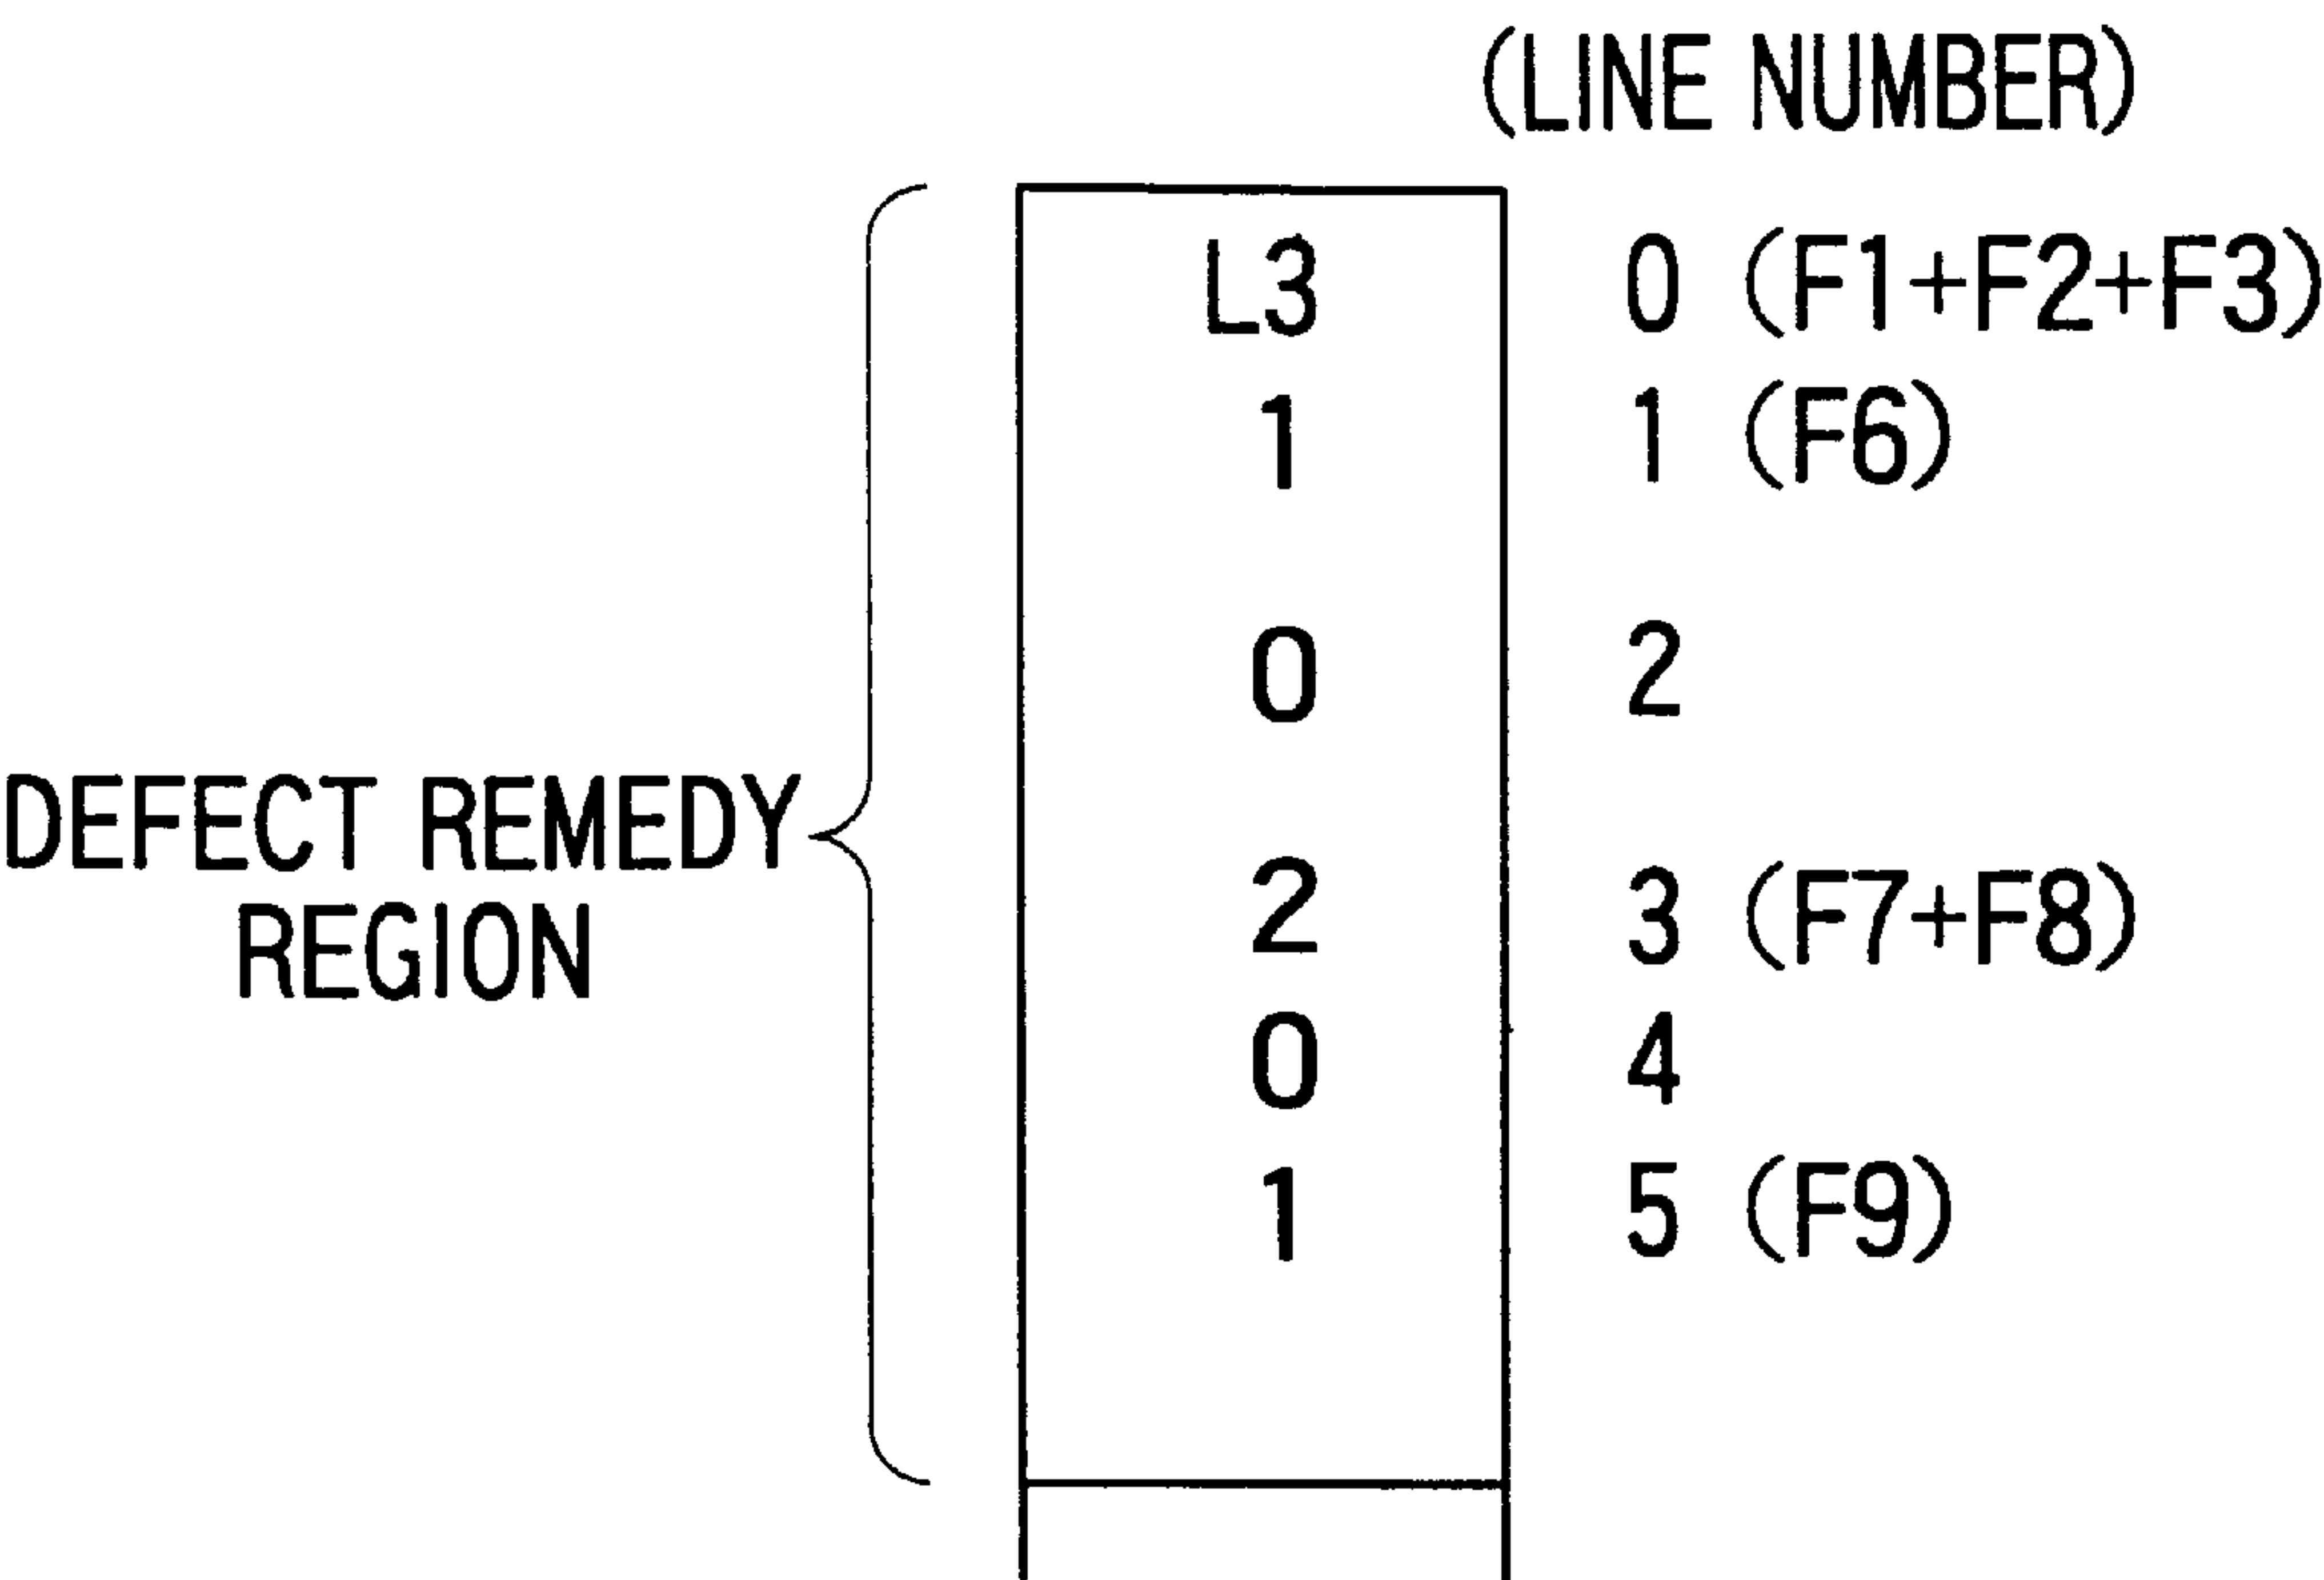 (LINE NUMBER)
L3 0 (F1+F2+F3)
1 1 (F6)
0 2
DEFECT REMEDY
REGION
2 3 (F7+F8)
0 4
1 5 (F9)